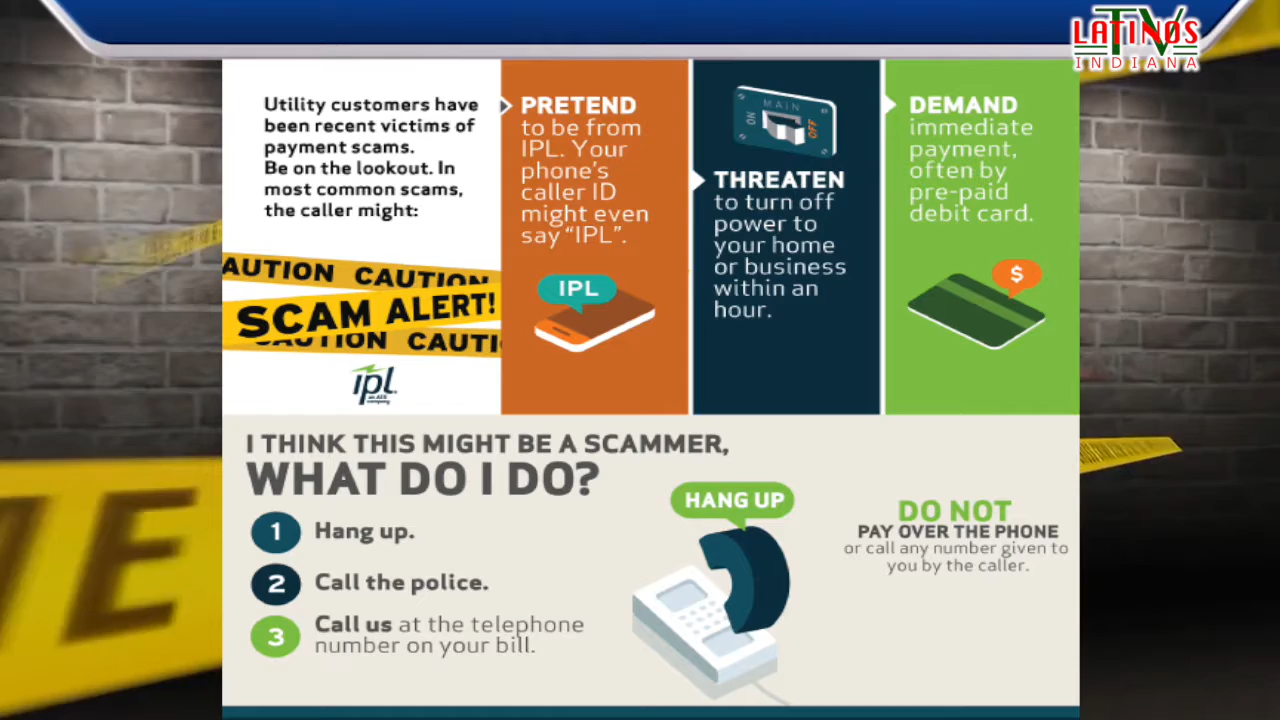 LATINOS
TV
INDIANA
Utility customers have
been recent victims of
payment scams.
Be on the lookout. In
most common scams,
the caller might:
AUTION CAUTION
SCAM ALERT!
CAUTION CAUTI
ipl
an AES
company
PRETEND
to be from
IPL. Your
phone's
caller ID
might even
say “IPL”.
IPL
MAIN
ON
OFF
THREATEN
to turn off
power to
your home
or business
within an
hour.
DEMAND
immediate
payment,
often by
pre-paid
debit card.
$
I THINK THIS MIGHT BE A SCAMMER,
WHAT DO I DO?
1 Hang up.
2 Call the police.
3 Call us at the telephone
number on your bill.
HANG UP
DO NOT
PAY OVER THE PHONE
or call any number given to
you by the caller.